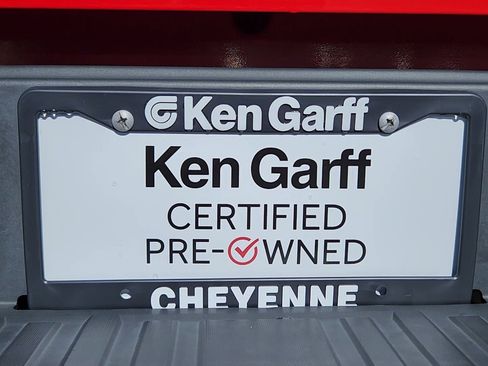 Ken Garff
Ken Garff
CERTIFIED
PRE-OWNED
CHEYENNE